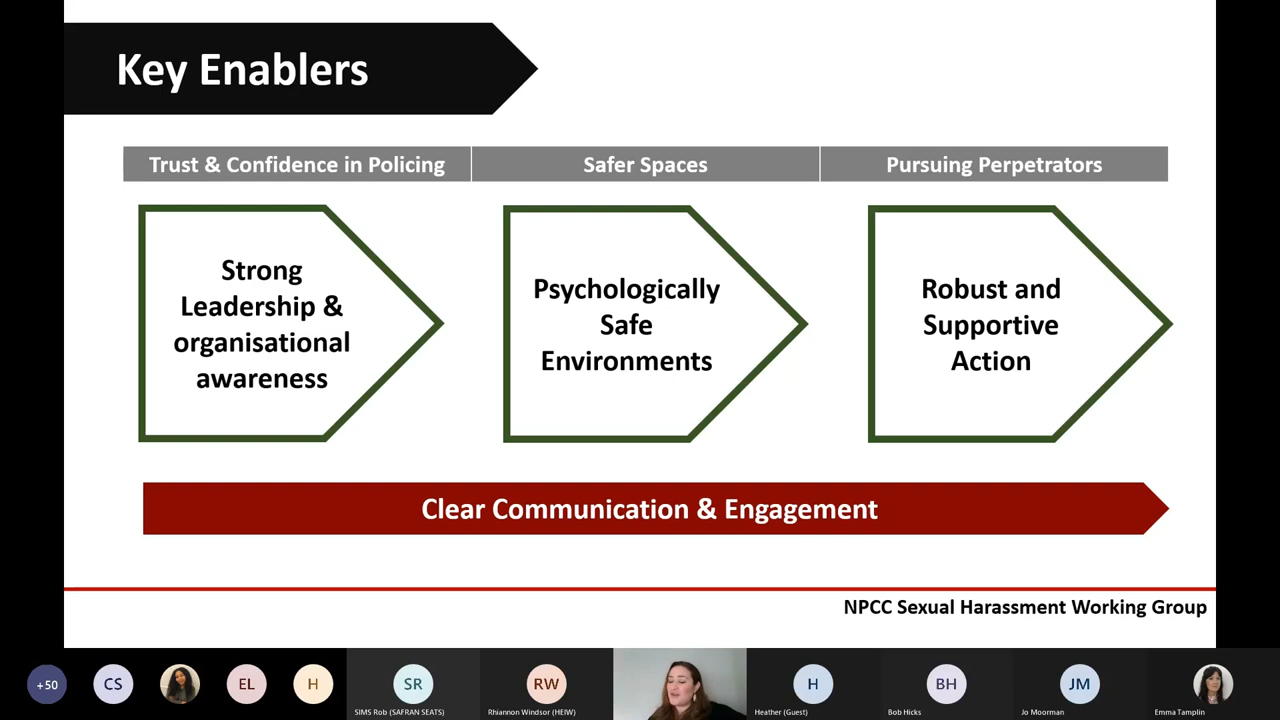 Key Enablers
Trust & Confidence in Policing
Safer Spaces
Pursuing Perpetrators
Strong
Leadership &
organisational
awareness
Psychologically
Safe
Environments
Robust and
Supportive
Action
Clear Communication & Engagement
NPCC Sexual Harassment Working Group
+50
CS
EL
H
SR
SIMS Rob (SAFRAN SEATS)
RW
Rhiannon Windsor (HEIW)
H
Heather (Guest)
BH
Bob Hicks
JM
Jo Moorman
Emma Tamplin